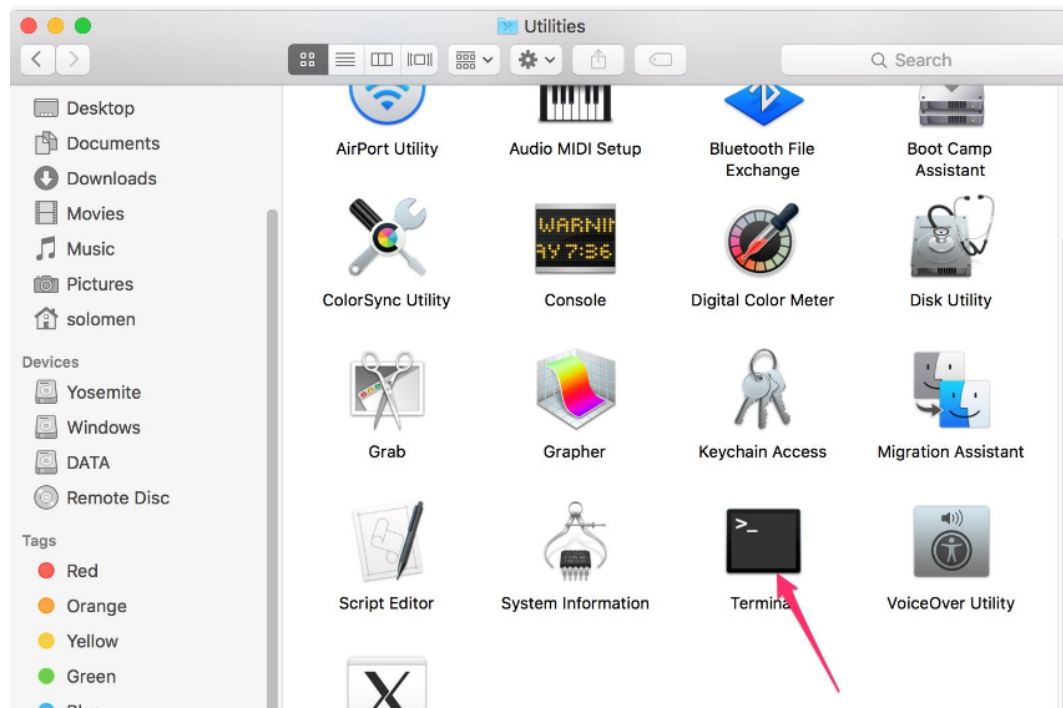 Utilities
Search
Desktop
Documents
Downloads
Movies
Music
Pictures
solomen
Devices
Yosemite
Windows
DATA
Remote Disc
Tags
Red
Orange
Yellow
Green
AirPort Utility
Audio MIDI Setup
Bluetooth File
Exchange
Boot Camp
Assistant
WARNIN
AY 7:36
ColorSync Utility
Console
Digital Color Meter
Disk Utility
Grab
Grapher
Keychain Access
Migration Assistant
>_
Script Editor
System Information
Terminal
VoiceOver Utility
X